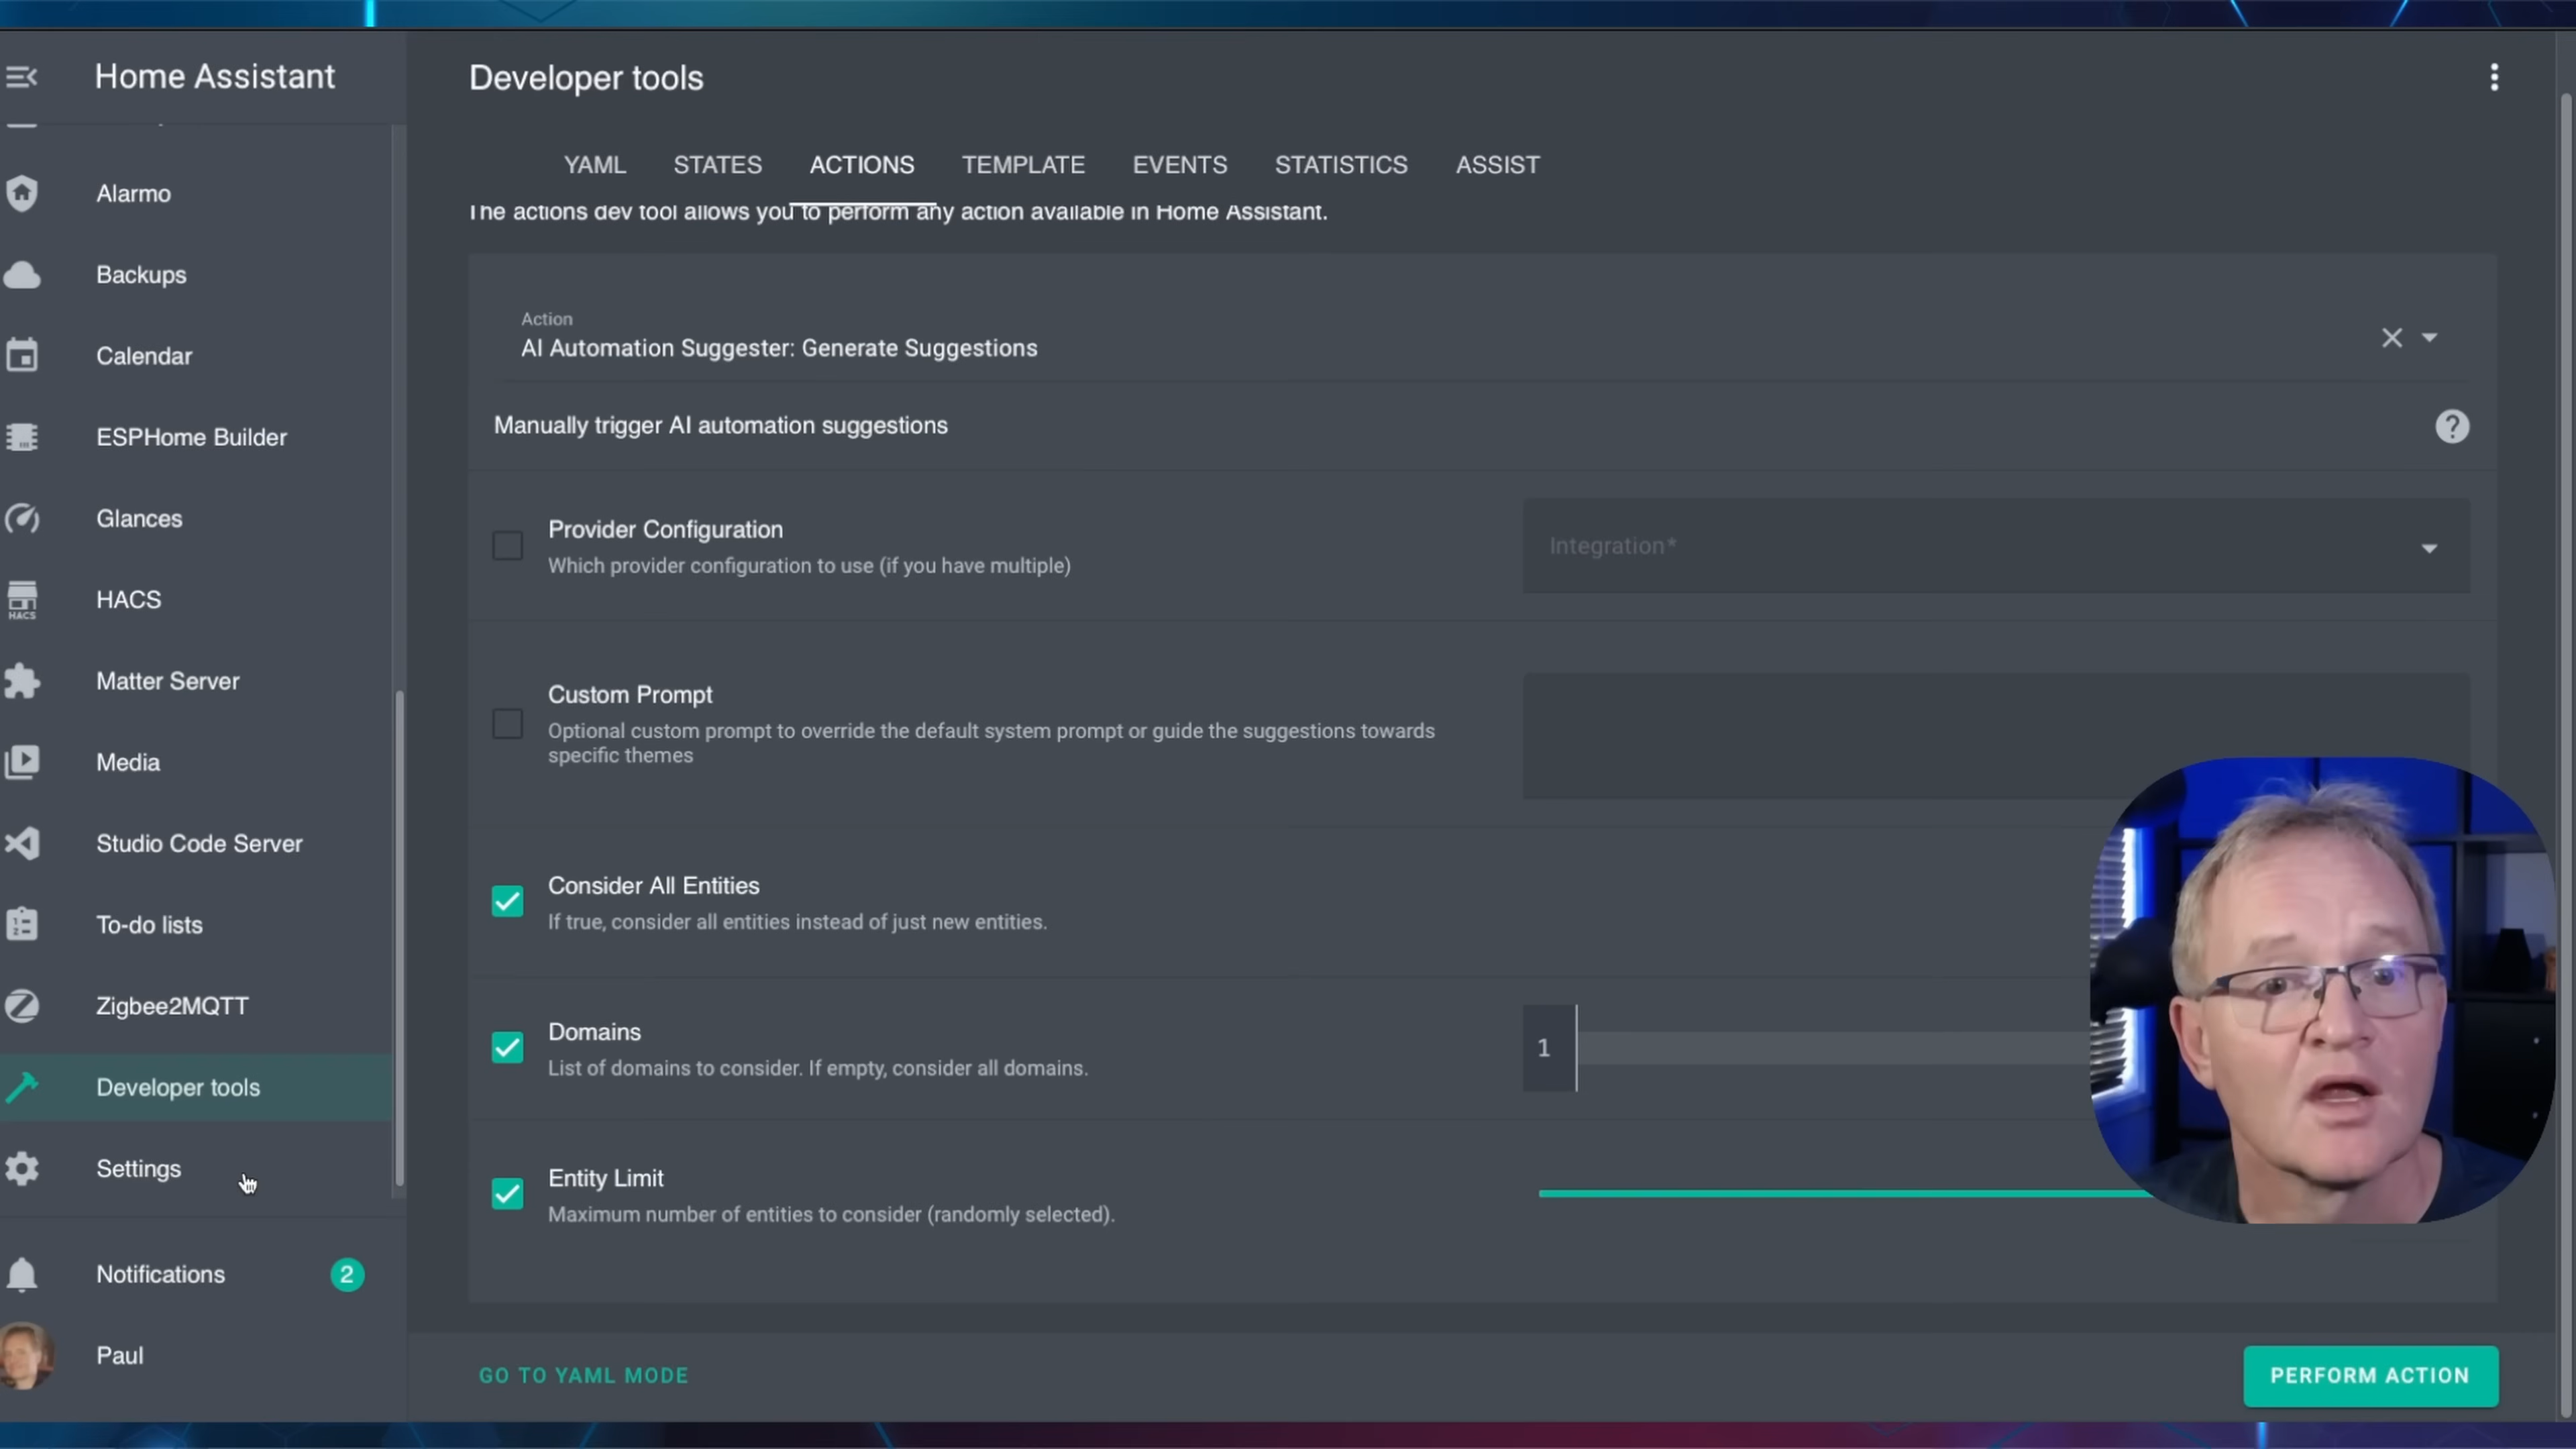 Home Assistant
Alarmo
Backups
Calendar
ESPHome Builder
Glances
HACS
HACS
Matter Server
Media
Studio Code Server
To-do lists
Zigbee2MQTT
Developer tools
Settings
Notifications 2
Paul
Developer tools
YAML STATES ACTIONS TEMPLATE EVENTS STATISTICS ASSIST
The actions dev tool allows you to perform any action available in Home Assistant.
Action
AI Automation Suggester: Generate Suggestions
Manually trigger AI automation suggestions
Provider Configuration
Which provider configuration to use (if you have multiple)
Integration*
Custom Prompt
Optional custom prompt to override the default system prompt or guide the suggestions towards
specific themes
Consider All Entities
If true, consider all entities instead of just new entities.
Domains
List of domains to consider. If empty, consider all domains.
1
Entity Limit
Maximum number of entities to consider (randomly selected).
GO TO YAML MODE
PERFORM ACTION